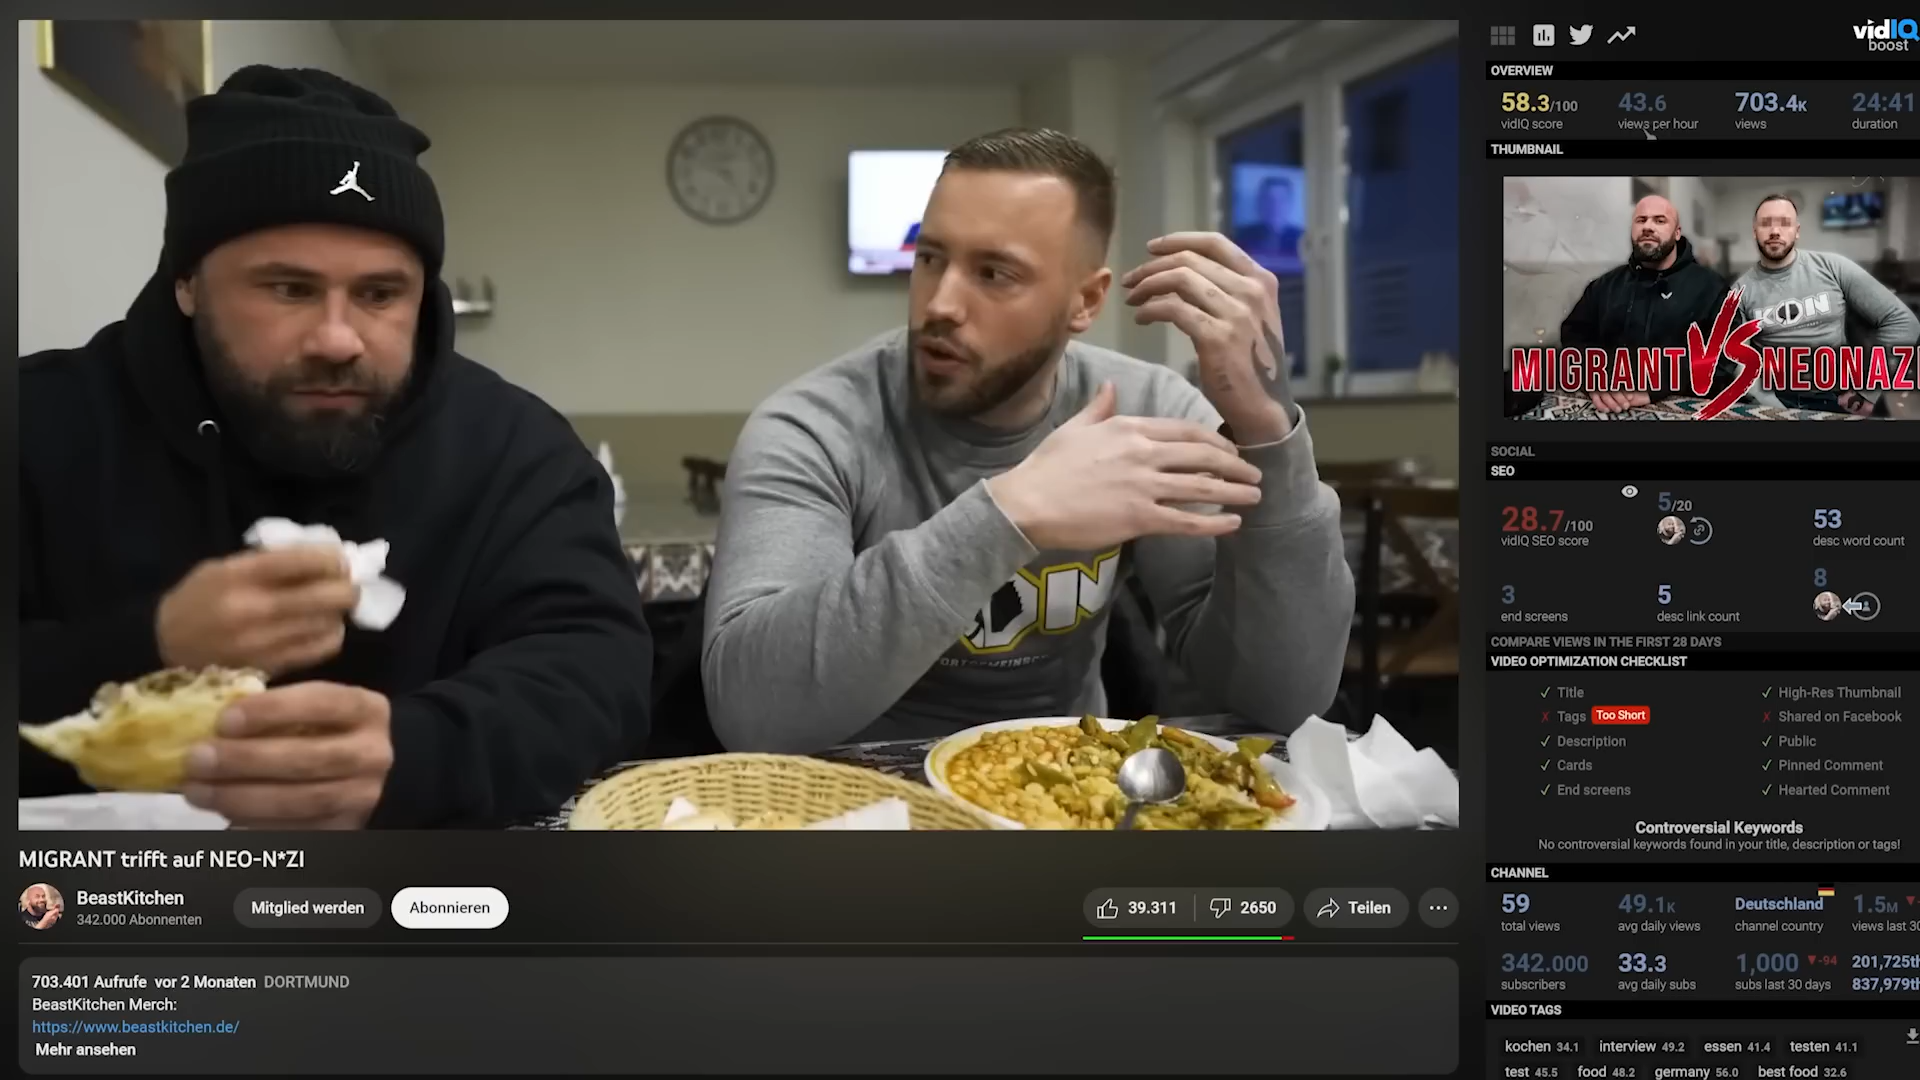 KON
MIGRANT trifft auf NEO-N*ZI
BeastKitchen
342.000 Abonnenten
Mitglied werden
Abonnieren
39.311
2650
Teilen
703.401 Aufrufe vor 2 Monaten DORTMUND
BeastKitchen Merch:
https://www.beastkitchen.de/
Mehr ansehen
vidIQ
boost
OVERVIEW
58.3/100 43.6 703.4K 24:41
vidIQ score views per hour views duration
THUMBNAIL
KON
MIGRANT VS NEONAZI
SOCIAL
SEO
28.7/100 5/20 53
vidIQ SEO score desc word count
3 5 8
end screens desc link count
COMPARE VIEWS IN THE FIRST 28 DAYS
VIDEO OPTIMIZATION CHECKLIST
✓ Title ✓ High-Res Thumbnail
✗ Tags Too Short ✗ Shared on Facebook
✓ Description ✓ Public
✓ Cards ✓ Pinned Comment
✓ End screens ✓ Hearted Comment
Controversial Keywords
No controversial keywords found in your title, description or tags!
CHANNEL
59 49.1K Deutschland 1.5M
total views avg daily views channel country views last 30
342.000 33.3 1,000 ▼-94 201,725th
837,979th
subscribers avg daily subs subs last 30 days
VIDEO TAGS
kochen 34.1 interview 49.2 essen 41.4 testen 41.1
test 45.5 food 48.2 germany 56.0 best food 32.6